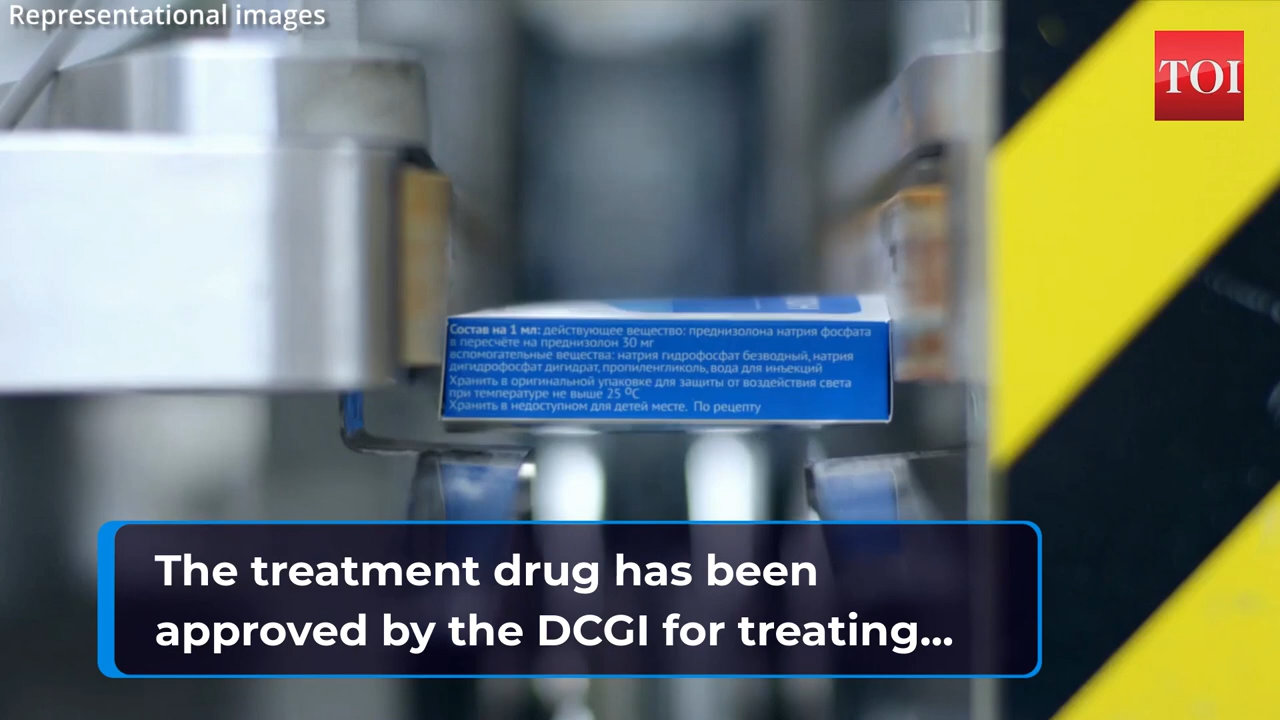 Representational images
TOI
Состав на 1 мл: действующее вещество: преднизолона натрия фосфата
в пересчёте на преднизолон 30 мг
вспомогательные вещества: натрия гидрофосфат безводный, натрия
дигидрофосфат дигидрат, пропиленгликоль, вода для инъекций
Хранить в оригинальной упаковке для защиты от воздействия света
при температуре не выше 25 ºС
Хранить в недоступном для детей месте. По рецепту
The treatment drug has been
approved by the DCGI for treating...